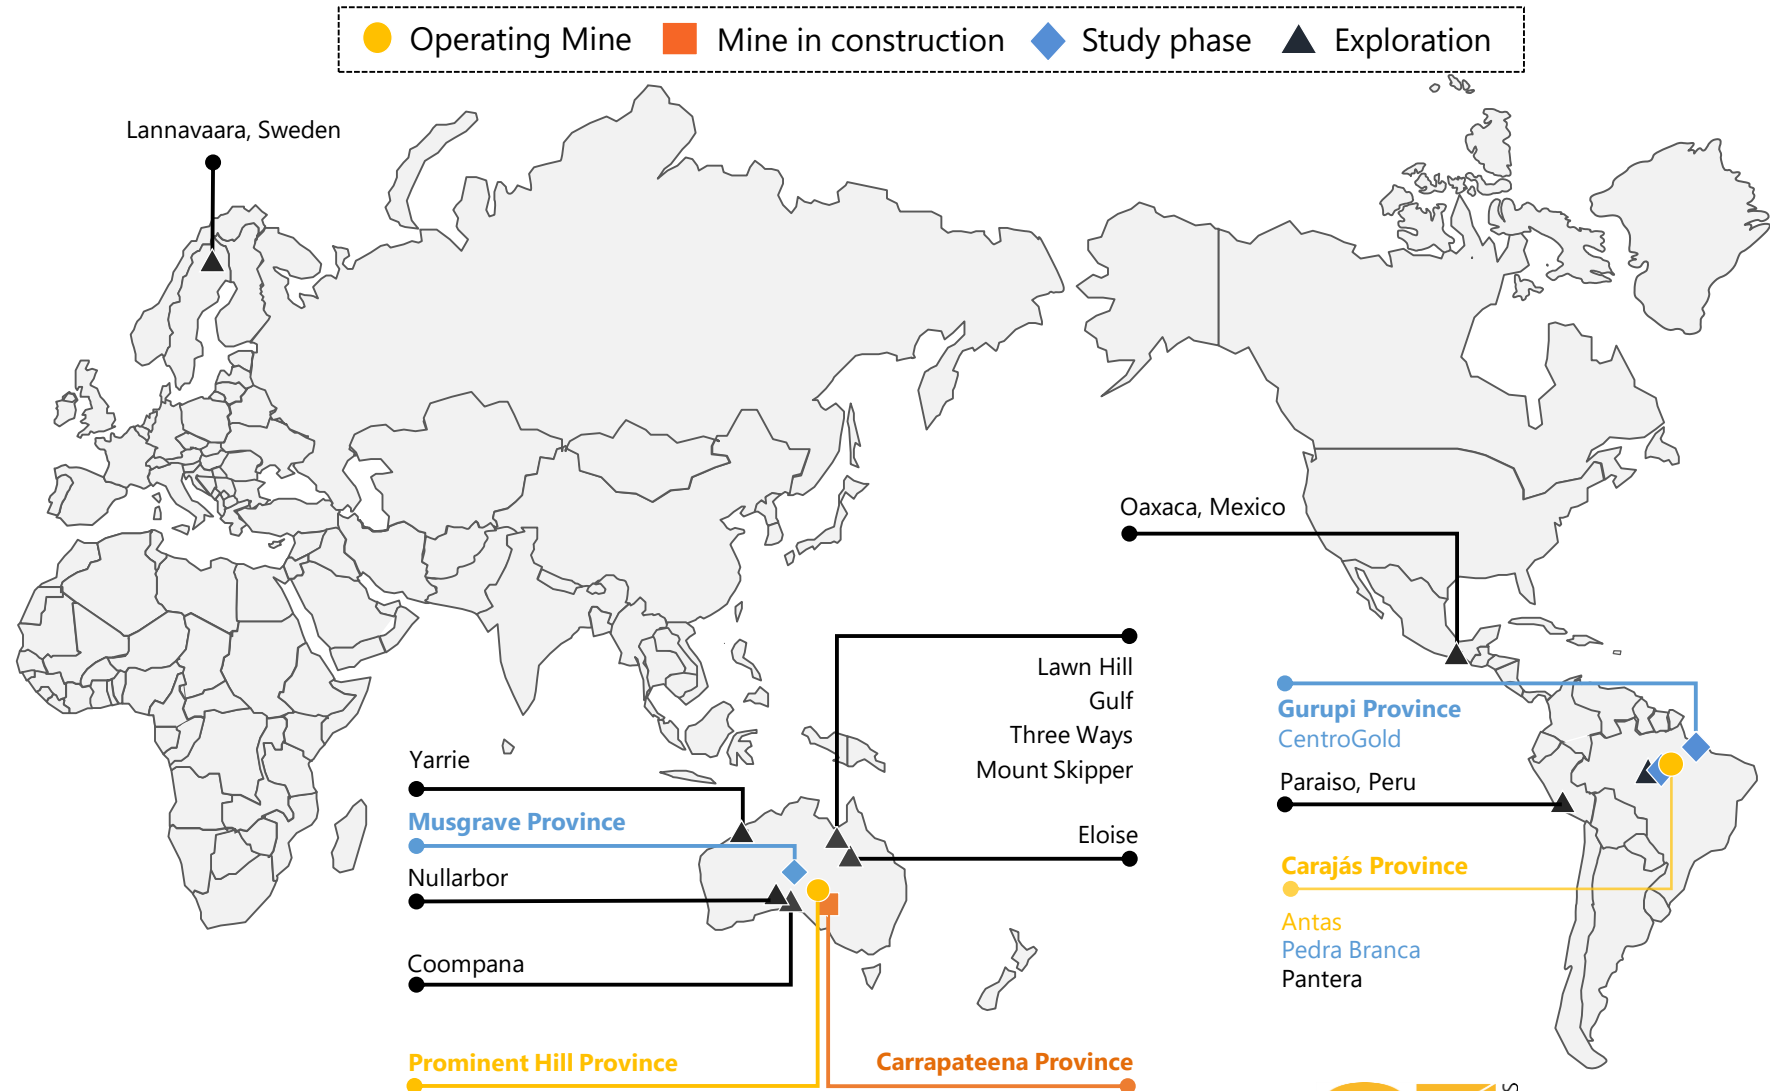 Operating Mine
Mine in construction
Study phase
Exploration
Lannavaara, Sweden
Oaxaca, Mexico
Lawn Hill
Gulf
Three Ways
Mount Skipper
Gurupi Province
CentroGold
Yarrie
Paraiso, Peru
Musgrave Province
Eloise
Nullarbor
Carajás Province
Antas
Pedra Branca
Pantera
Coompana
Prominent Hill Province
Carrapateena Province